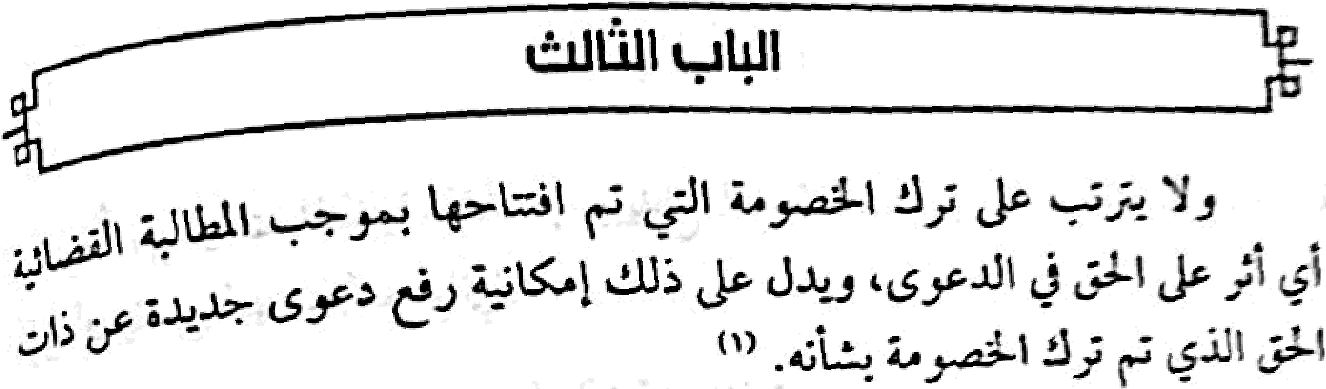 الباب الثالث
ولا يترتب على ترك الخصومة التي تم افتتاحها بموجب المطالبة القضائية
أي أثر على الحق في الدعوى، ويدل على ذلك إمكانية رفع دعوى جديدة عن ذات
الحق الذي تم ترك الخصومة بشأنه. (١)